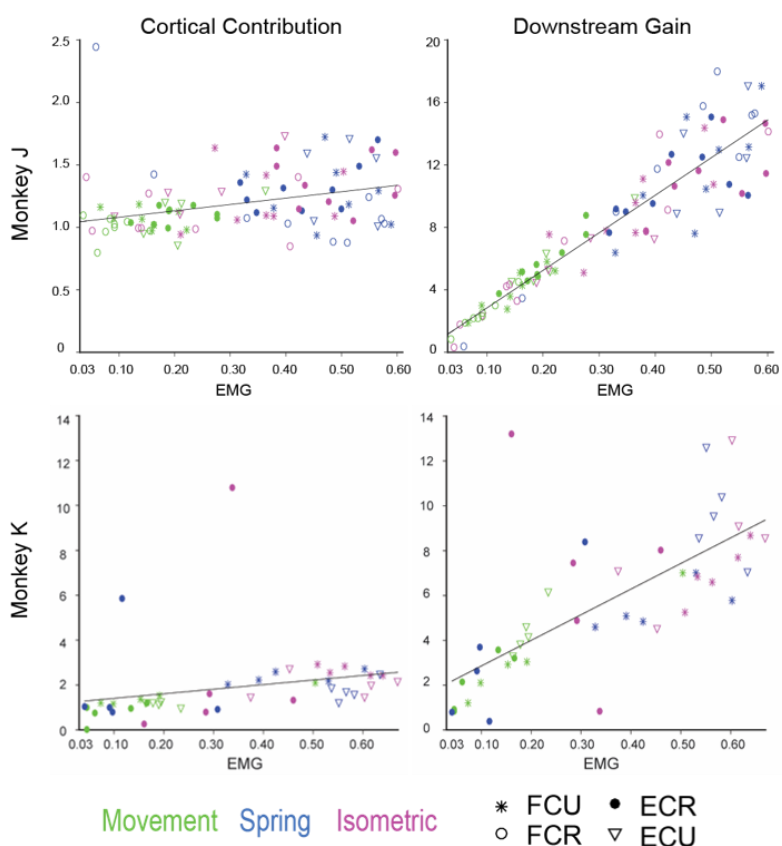 Cortical Contribution
Downstream Gain
Monkey J
2.5
2.0
1.5
1.0
0.5
0
0.03 0.10 0.20 0.30 0.40 0.50 0.60
EMG
20
16
12
8
4
0
0.03 0.10 0.20 0.30 0.40 0.50 0.60
EMG
Monkey K
14
12
10
8
6
4
2
0
0.03 0.10 0.20 0.30 0.40 0.50 0.60
EMG
14
12
10
8
6
4
2
0
0.03 0.10 0.20 0.30 0.40 0.50 0.60
EMG
Movement Spring Isometric
FCU ECR
FCR ECU